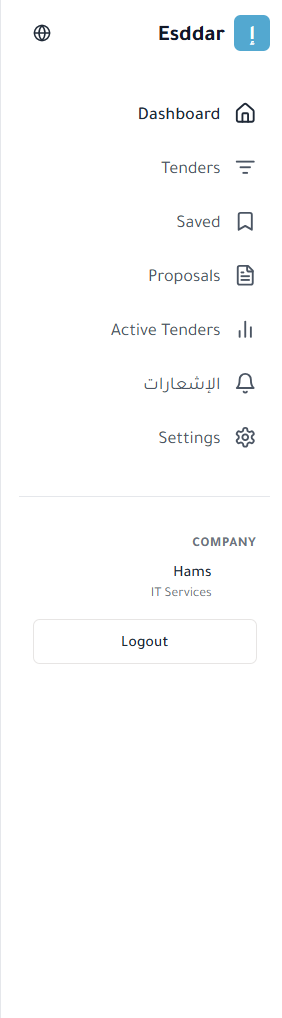 إ Esddar
Dashboard
Tenders
Saved
Proposals
Active Tenders
الإشعارات
Settings
COMPANY
Hams
IT Services
Logout